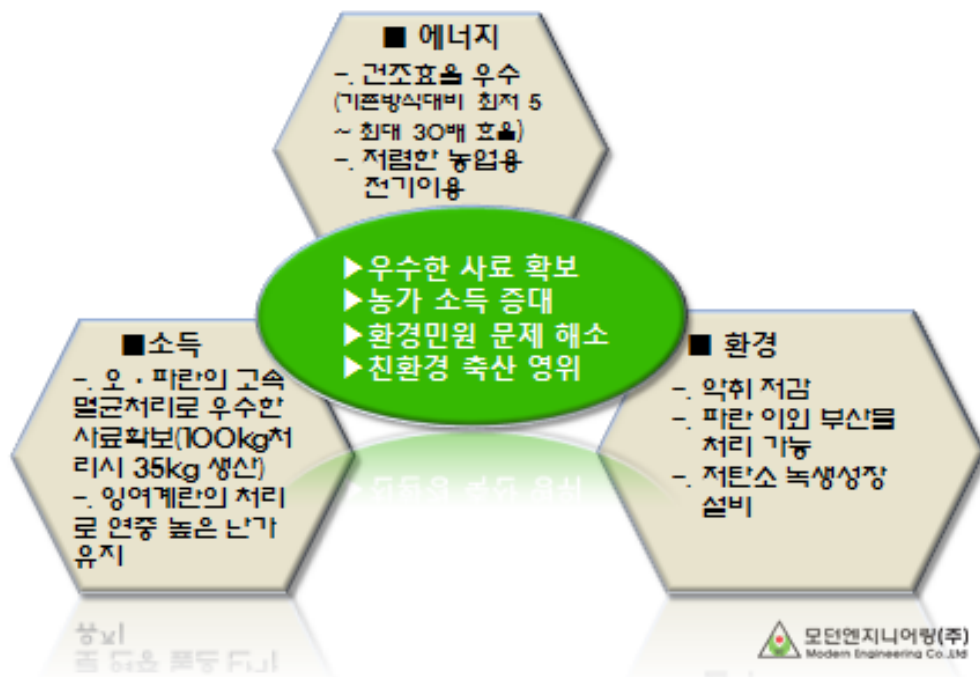 ■ 에너지
-. 건조효율 우수
(기존방식대비 최저 5
~ 최대 30배 효율)
-. 저렴한 농업용
전기이용
▶우수한 사료 확보
▶농가 소득 증대
▶환경민원 문제 해소
▶친환경 축산 영위
■소득
-. 오·파란의 고속
멸균처리로 우수한
사료확보(100kg처
리시 35kg 생산)
-. 잉여계란의 처리
로 연중 높은 난가
유지
■ 환경
-. 악취 저감
-. 파란 이외 부산물
처리 가능
-. 저탄소 녹생성장
설비
모던엔지니어링(주)
Modern Engineering Co.,Ltd